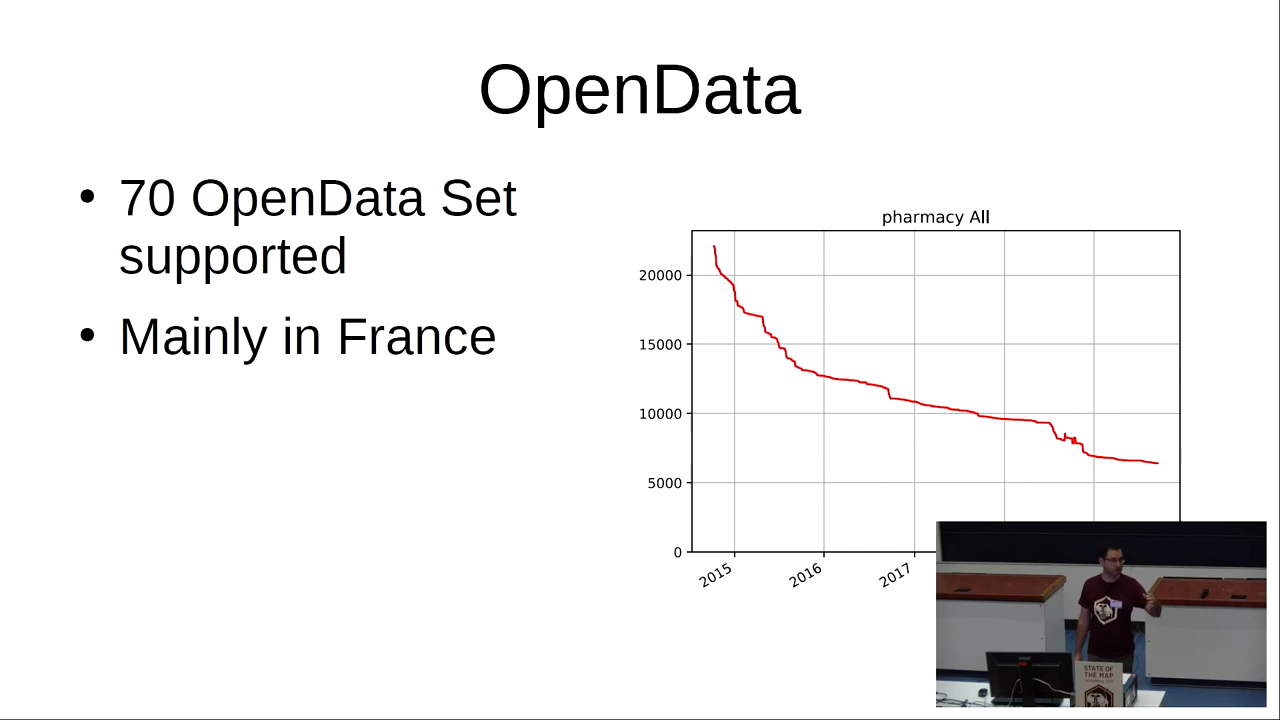 OpenData
• 70 OpenData Set
supported
• Mainly in France
pharmacy All
20000
15000
10000
5000
0
2015
2016
2017
STATE OF
THE MAP